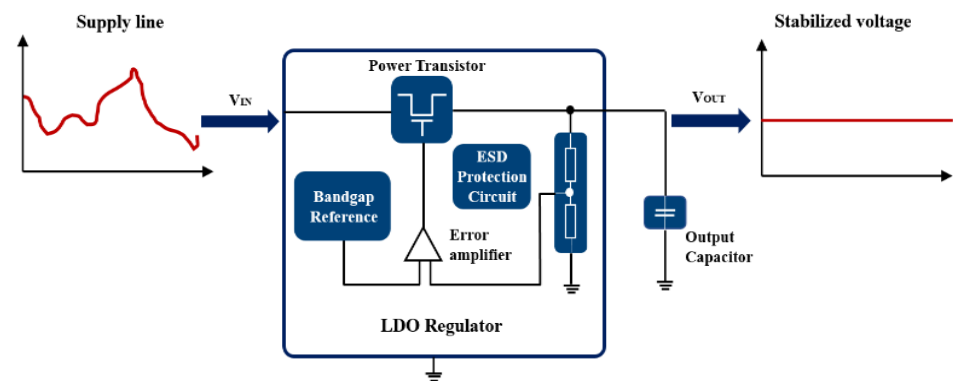 Supply line
Stabilized voltage
Power Transistor
VIN
VOUT
ESD
Protection
Circuit
Bandgap
Reference
Error
amplifier
Output
Capacitor
LDO Regulator